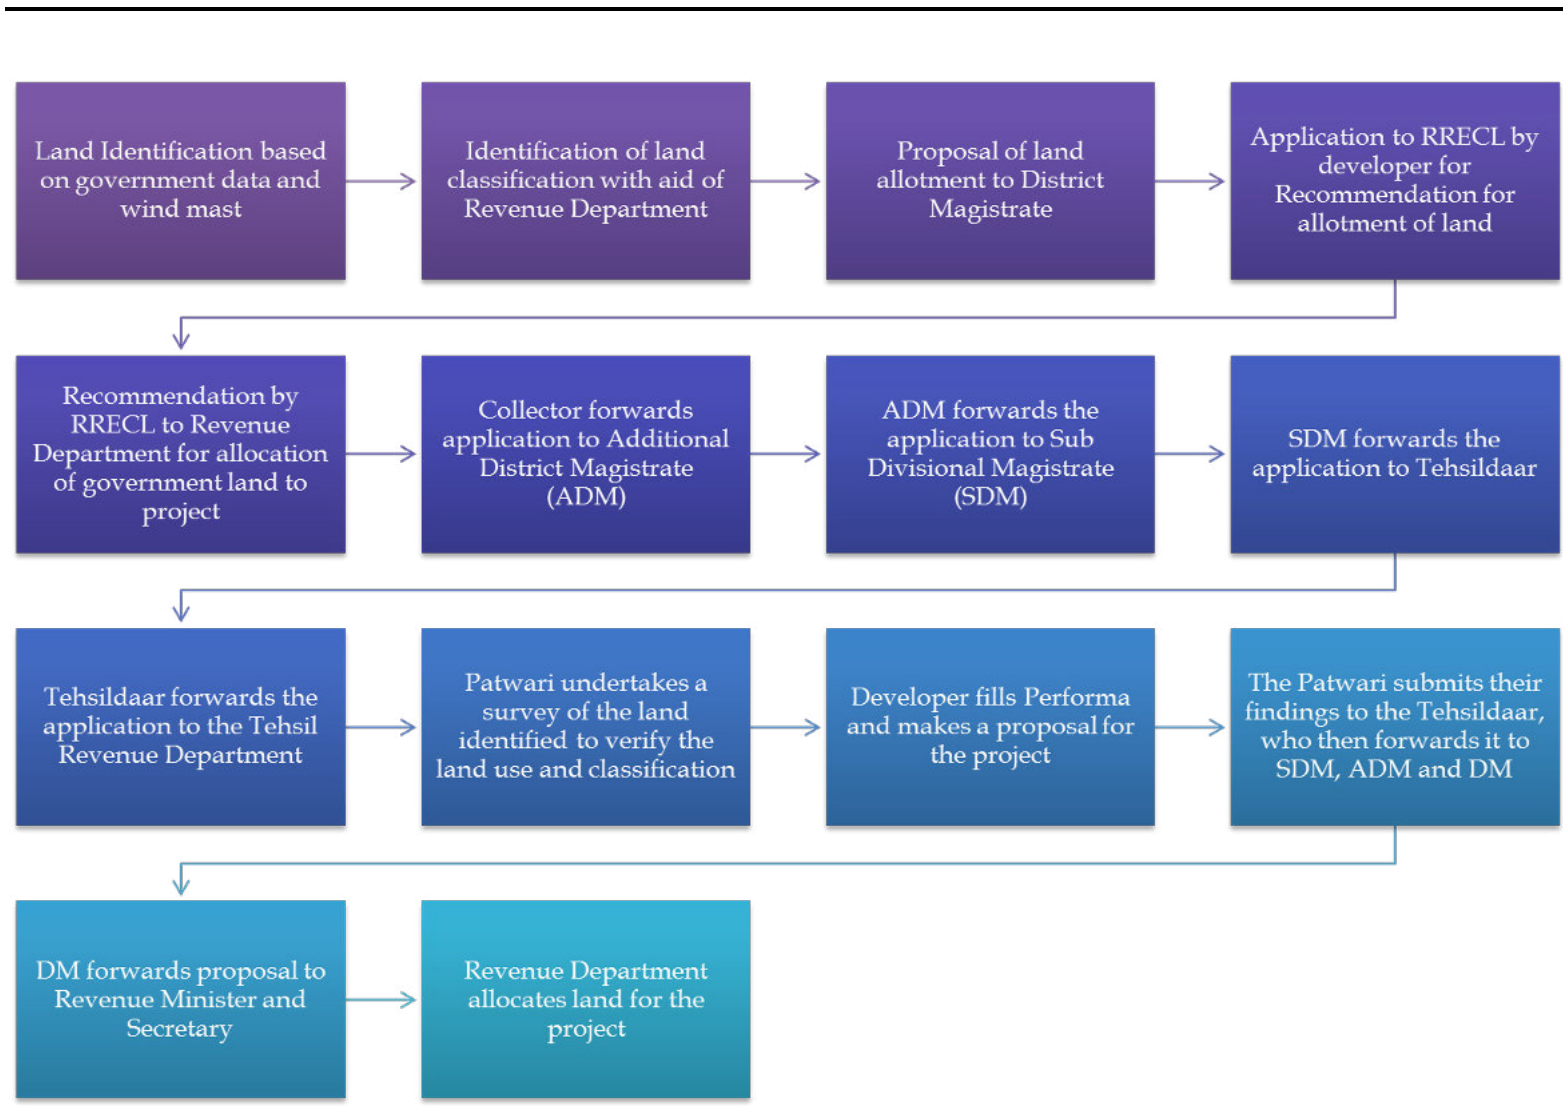 Land Identification based
on government data and
wind mast
Identification of land
classification with aid of
Revenue Department
Proposal of land
allotment to District
Magistrate
Application to RRECL by
developer for
Recommendation for
allotment of land
Recommendation by
RRECL to Revenue
Department for allocation
of government land to
project
Collector forwards
application to Additional
District Magistrate
(ADM)
ADM forwards the
application to Sub
Divisional Magistrate
(SDM)
SDM forwards the
application to Tehsildaar
Tehsildaar forwards the
application to the Tehsil
Revenue Department
Patwari undertakes a
survey of the land
identified to verify the
land use and classification
Developer fills Performa
and makes a proposal for
the project
The Patwari submits their
findings to the Tehsildaar,
who then forwards it to
SDM, ADM and DM
DM forwards proposal to
Revenue Minister and
Secretary
Revenue Department
allocates land for the
project